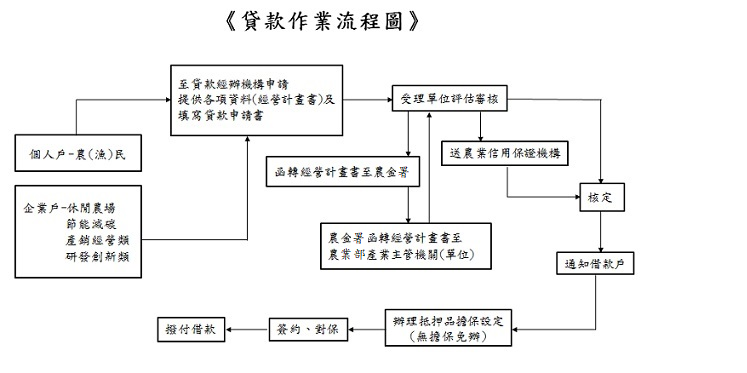 《貸款作業流程圖》
至貸款經辦機構申請
提供各項資料(經營計畫書)及
填寫貸款申請書
受理單位評估審核
個人戶-農(漁)民
送農業信用保證機構
函轉經營計畫書至農金署
企業戶-休閒農場
節能減碳
產銷經營類
研發創新類
核定
農金署函轉經營計畫書至
農業部產業主管機關(單位)
通知借款戶
辦理抵押品擔保設定
(無擔保免辦)
簽約、對保
撥付借款